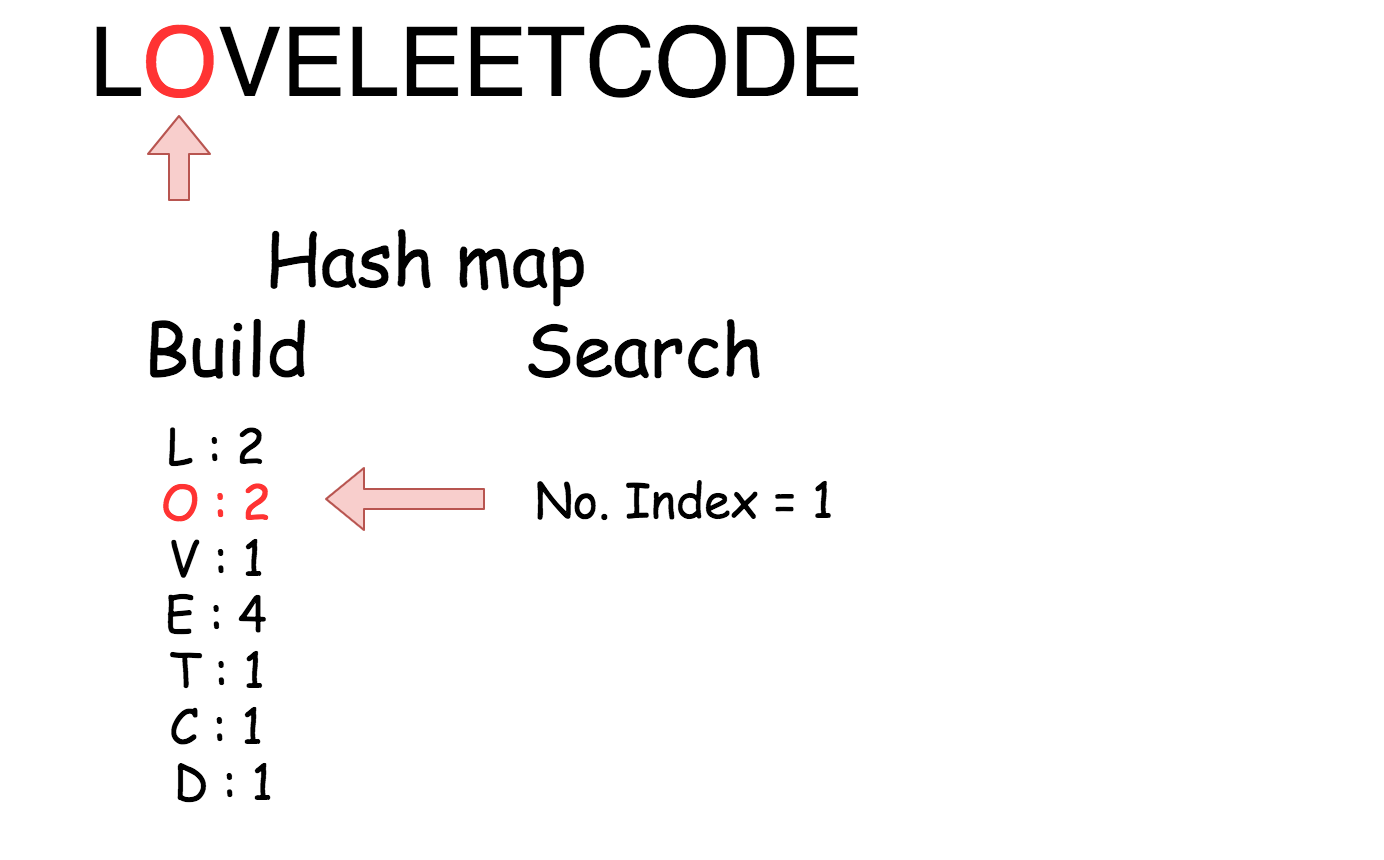 LOVELEETCODE
Hash map
Build Search
L : 2
O : 2 No. Index = 1
V : 1
E : 4
T : 1
C : 1
D : 1